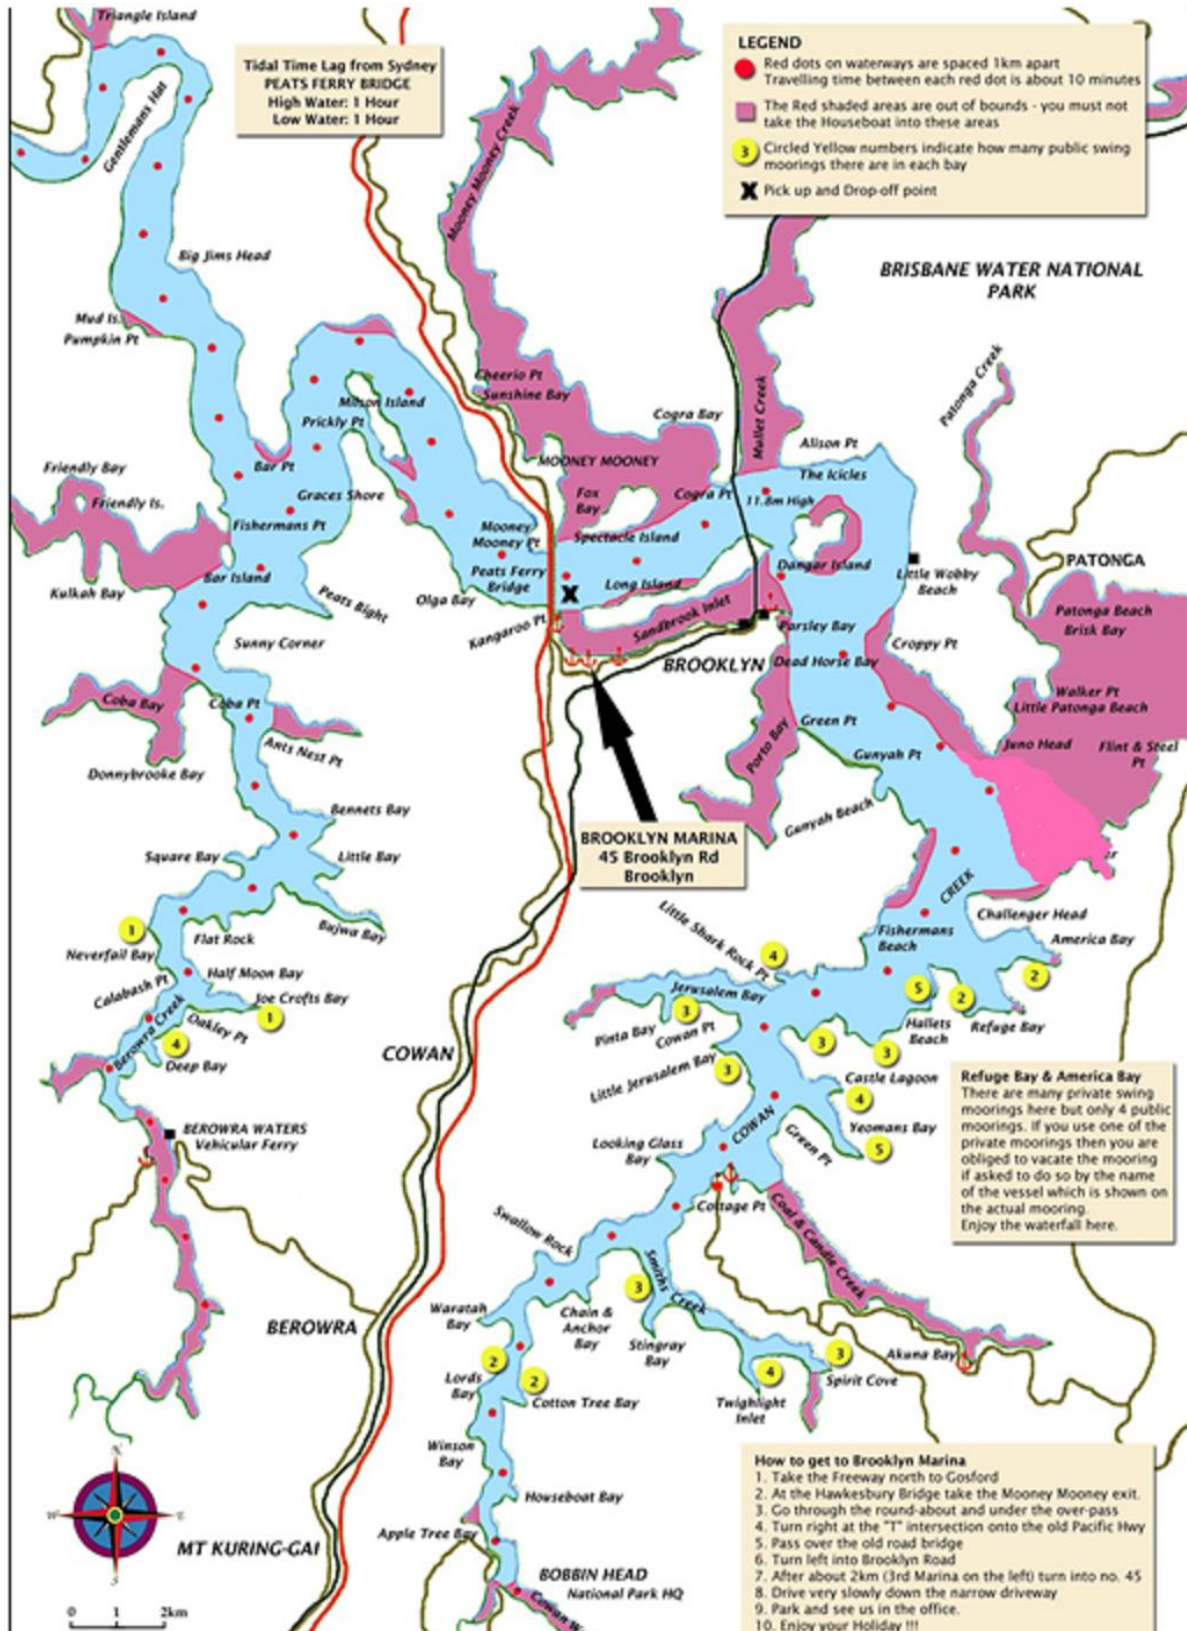 Triangle Island
Tidal Time Lag from Sydney
PEATS FERRY BRIDGE
High Water: 1 Hour
Low Water: 1 Hour
LEGEND
Red dots on waterways are spaced 1km apart
Travelling time between each red dot is about 10 minutes
The Red shaded areas are out of bounds - you must not
take the Houseboat into these areas
3
Circled Yellow numbers indicate how many public swing
moorings there are in each bay
X Pick up and Drop-off point
Gentlemans Hat
Mooney Mooney Creek
Big Jims Head
BRISBANE WATER NATIONAL
PARK
Mud Is.
Pumpkin Pt
Cheerio Pt
Sunshine Bay
Milson Island
Prickly Pt
Cogra Bay
Mullet Creek
Patonga Creek
Alison Pt
MOONEY MOONEY
Bar Pt
The Icicles
Friendly Bay
Friendly Is.
Graces Shore
Fox
Bay
Cogra Pt
11.8m High
Fishermans Pt
Mooney
Mooney Pt
Spectacle Island
Peats Ferry
Bridge
X
Dangar Island
PATONGA
Bar Island
Long Island
Little Wobby
Beach
Kulkah Bay
Peats Bight
Olga Bay
Kangaroo Pt
Sandbrook Inlet
Patonga Beach
Brisk Bay
Parsley Bay
Sunny Corner
Croppy Pt
BROOKLYN
Dead Horse Bay
Coba Bay
Coba Pt
Walker Pt
Little Patonga Beach
Green Pt
Porto Bay
Ants Nest Pt
Gunyah Pt
Juno Head
Flint & Steel
Pt
Donnybrooke Bay
Bennets Bay
Gunyah Beach
BROOKLYN MARINA
45 Brooklyn Rd
Brooklyn
Square Bay
Little Bay
CREEK
Bujwa Bay
Challenger Head
1
Flat Rock
Little Shark Rock Pt
Fishermans
Beach
America Bay
Neverfail Bay
4
Half Moon Bay
2
Calabash Pt
Jerusalem Bay
5
2
Joe Crofts Bay
1
Berowra Creek
Oakley Pt
Pinta Bay
3
Cowan Pt
Hallets
Beach
Refuge Bay
4
Deep Bay
3
3
COWAN
Little Jerusalem Bay
3
Castle Lagoon
4
Refuge Bay & America Bay
There are many private swing
moorings here but only 4 public
moorings. If you use one of the
private moorings then you are
obliged to vacate the mooring
if asked to do so by the name
of the vessel which is shown on
the actual mooring.
Enjoy the waterfall here.
BEROWRA WATERS
Vehicular Ferry
COWAN
Yeomans Bay
Green Pt
5
Looking Glass
Bay
Cottage Pt
Coal & Candle Creek
Swallow Rock
Smiths Creek
3
Waratah
Bay
Chain &
Anchor
Bay
BEROWRA
Stingray
Bay
2
Lords
Bay
2
Cotton Tree Bay
3
Akuna Bay
4
Spirit Cove
Twighlight
Inlet
Winson
Bay
Houseboat Bay
Apple Tree Bay
N
W
E
S
MT KURING-GAI
BOBBIN HEAD
National Park HQ
0 1 2km
How to get to Brooklyn Marina
1. Take the Freeway north to Gosford
2. At the Hawkesbury Bridge take the Mooney Mooney exit.
3. Go through the round-about and under the over-pass
4. Turn right at the "T" intersection onto the old Pacific Hwy
5. Pass over the old road bridge
6. Turn left into Brooklyn Road
7. After about 2km (3rd Marina on the left) turn into no. 45
8. Drive very slowly down the narrow driveway
9. Park and see us in the office.
10. Enjoy your Holiday !!!